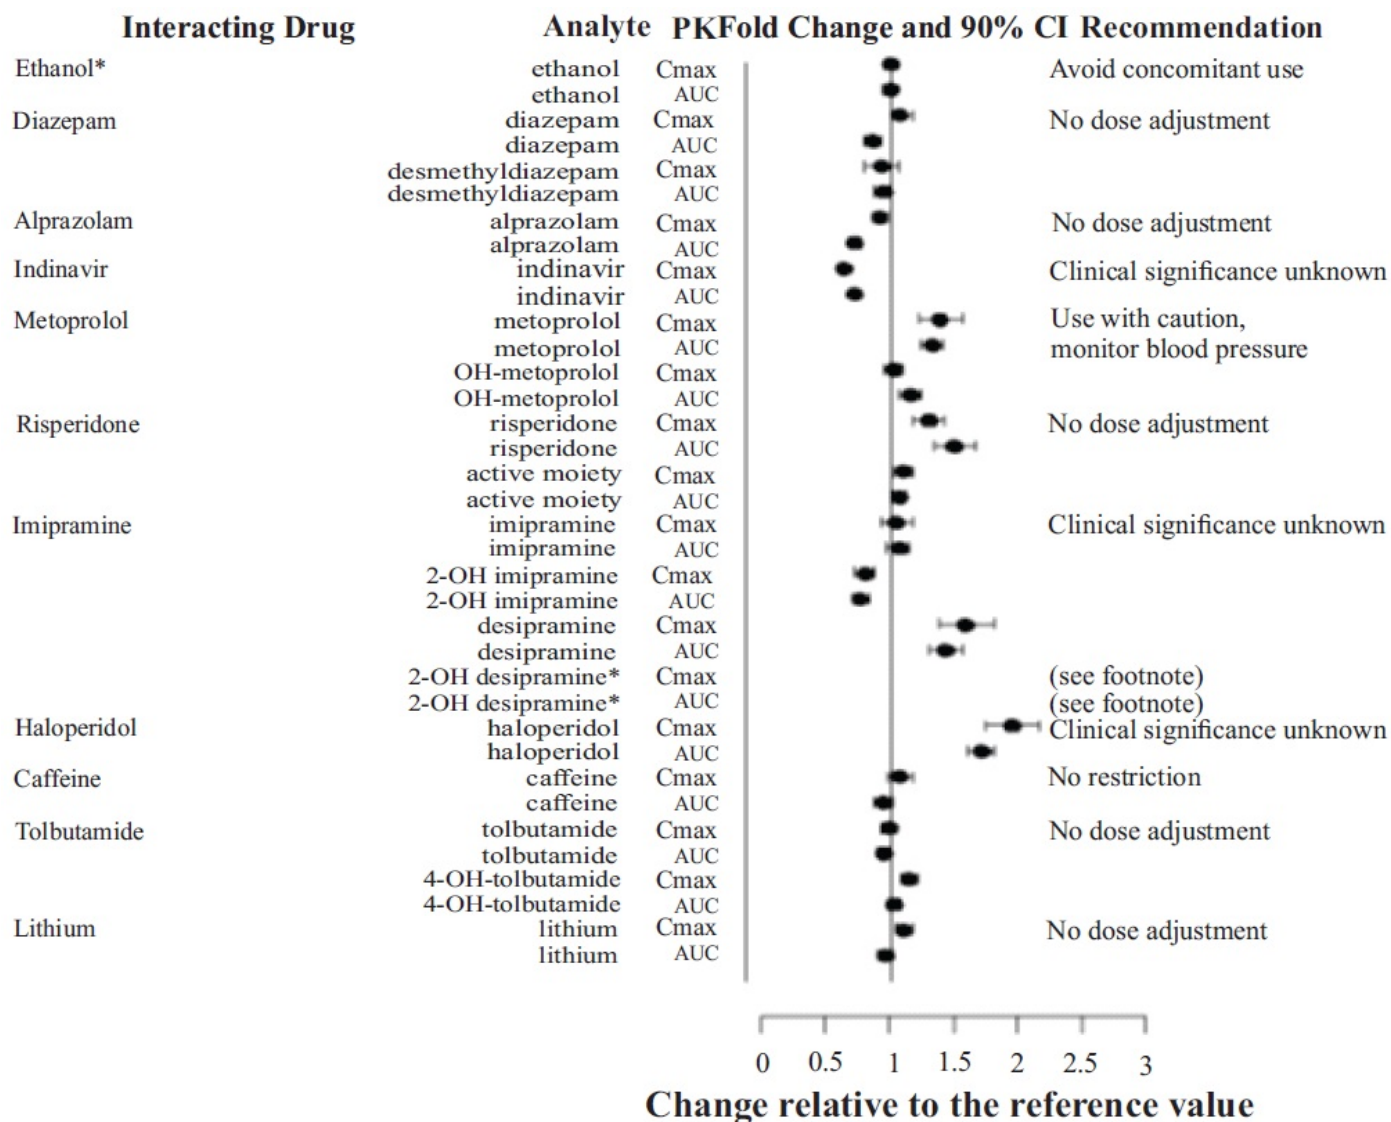 Interacting Drug Analyte PKFold Change and 90% CI Recommendation
Ethanol* ethanol Cmax Avoid concomitant use
ethanol AUC
Diazepam diazepam Cmax No dose adjustment
diazepam AUC
desmethyldiazepam Cmax
desmethyldiazepam AUC
Alprazolam alprazolam Cmax No dose adjustment
alprazolam AUC
Indinavir indinavir Cmax Clinical significance unknown
indinavir AUC
Metoprolol metoprolol Cmax Use with caution,
metoprolol AUC monitor blood pressure
OH-metoprolol Cmax
OH-metoprolol AUC
Risperidone risperidone Cmax No dose adjustment
risperidone AUC
active moiety Cmax
active moiety AUC
Imipramine imipramine Cmax Clinical significance unknown
imipramine AUC
2-OH imipramine Cmax
2-OH imipramine AUC
desipramine Cmax
desipramine AUC
2-OH desipramine* Cmax (see footnote)
2-OH desipramine* AUC (see footnote)
Haloperidol haloperidol Cmax Clinical significance unknown
haloperidol AUC
Caffeine caffeine Cmax No restriction
caffeine AUC
Tolbutamide tolbutamide Cmax No dose adjustment
tolbutamide AUC
4-OH-tolbutamide Cmax
4-OH-tolbutamide AUC
Lithium lithium Cmax No dose adjustment
lithium AUC
0 0.5 1 1.5 2 2.5 3
Change relative to the reference value